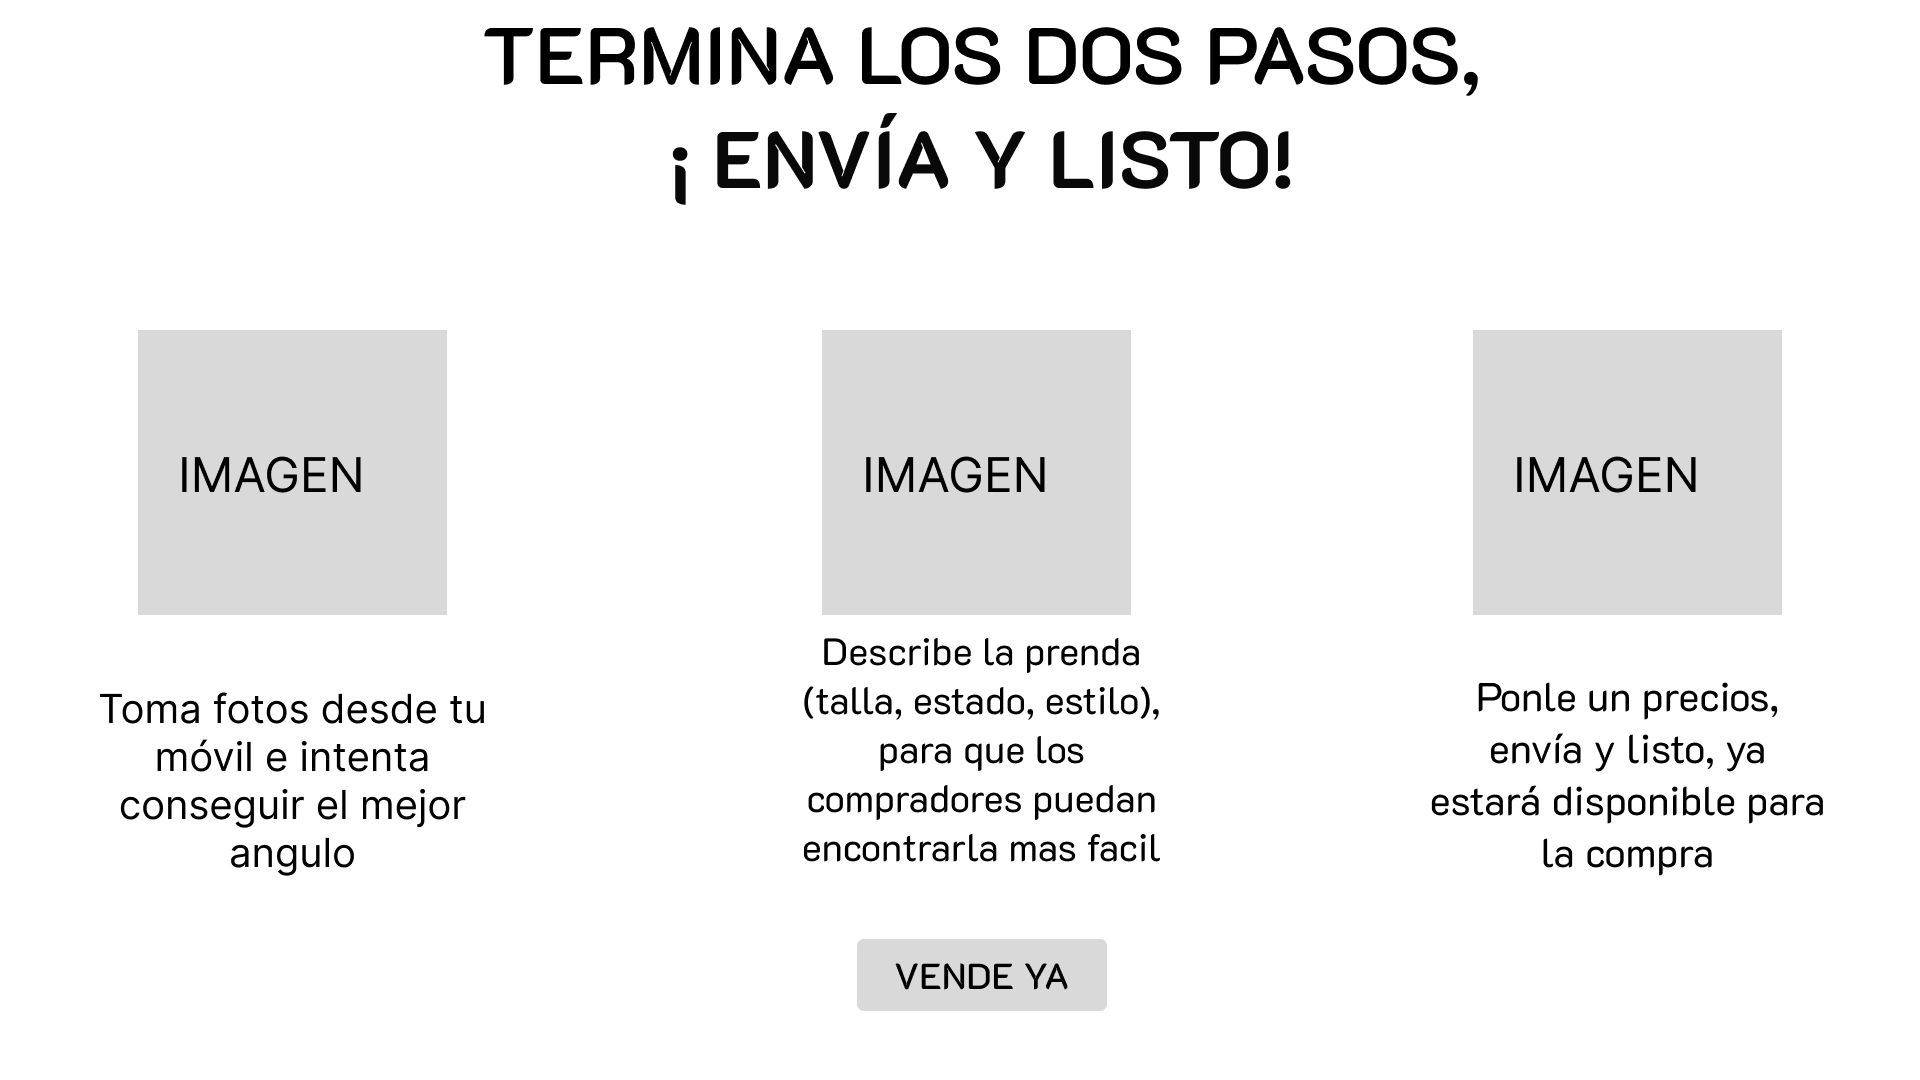 TERMINA LOS DOS PASOS,
¡ ENVÍA Y LISTO!
IMAGEN
IMAGEN
IMAGEN
Toma fotos desde tu
móvil e intenta
conseguir el mejor
angulo
Describe la prenda
(talla, estado, estilo),
para que los
compradores puedan
encontrarla mas facil
Ponle un precios,
envía y listo, ya
estará disponible para
la compra
VENDE YA